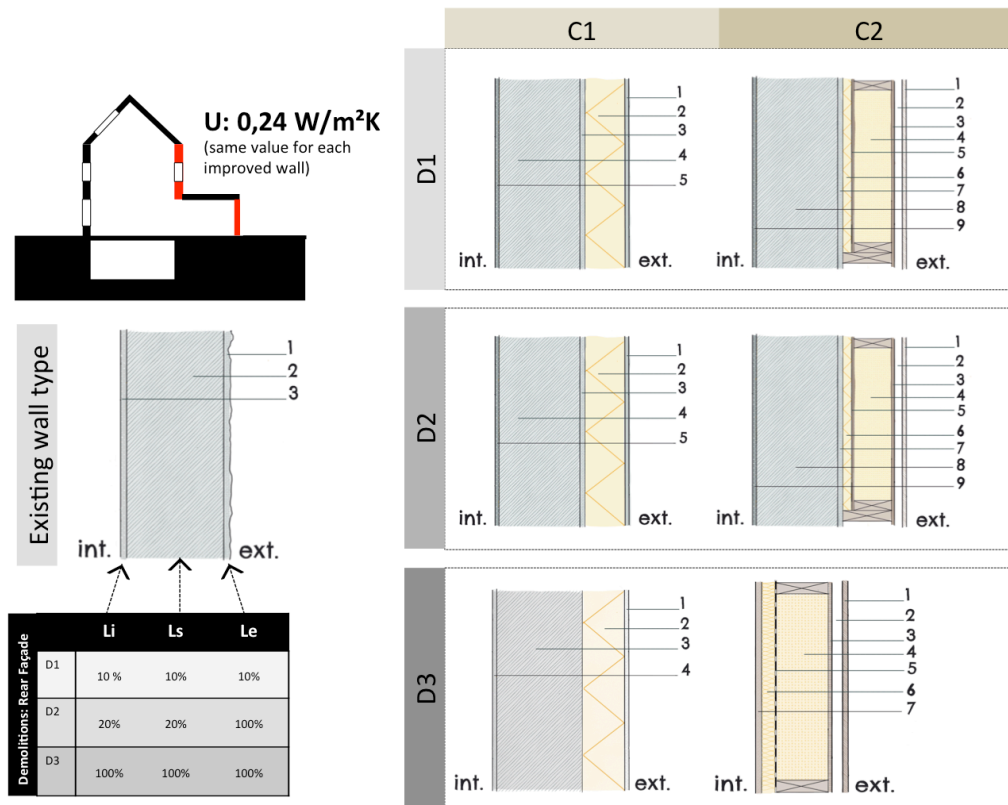 U: 0,24 W/m²K
(same value for each
improved wall)
Existing wall type
1
2
3
int.
ext.
Demolitions: Rear Façade
Li Ls Le
D1 10 % 10% 10%
D2 20% 20% 100%
D3 100% 100% 100%
C1 C2
D1
1
2
3
4
5
int.
ext.
1
2
3
4
5
6
7
8
9
int.
ext.
D2
1
2
3
4
5
int.
ext.
1
2
3
4
5
6
7
8
9
int.
ext.
D3
1
2
3
4
int.
ext.
1
2
3
4
5
6
7
int.
ext.